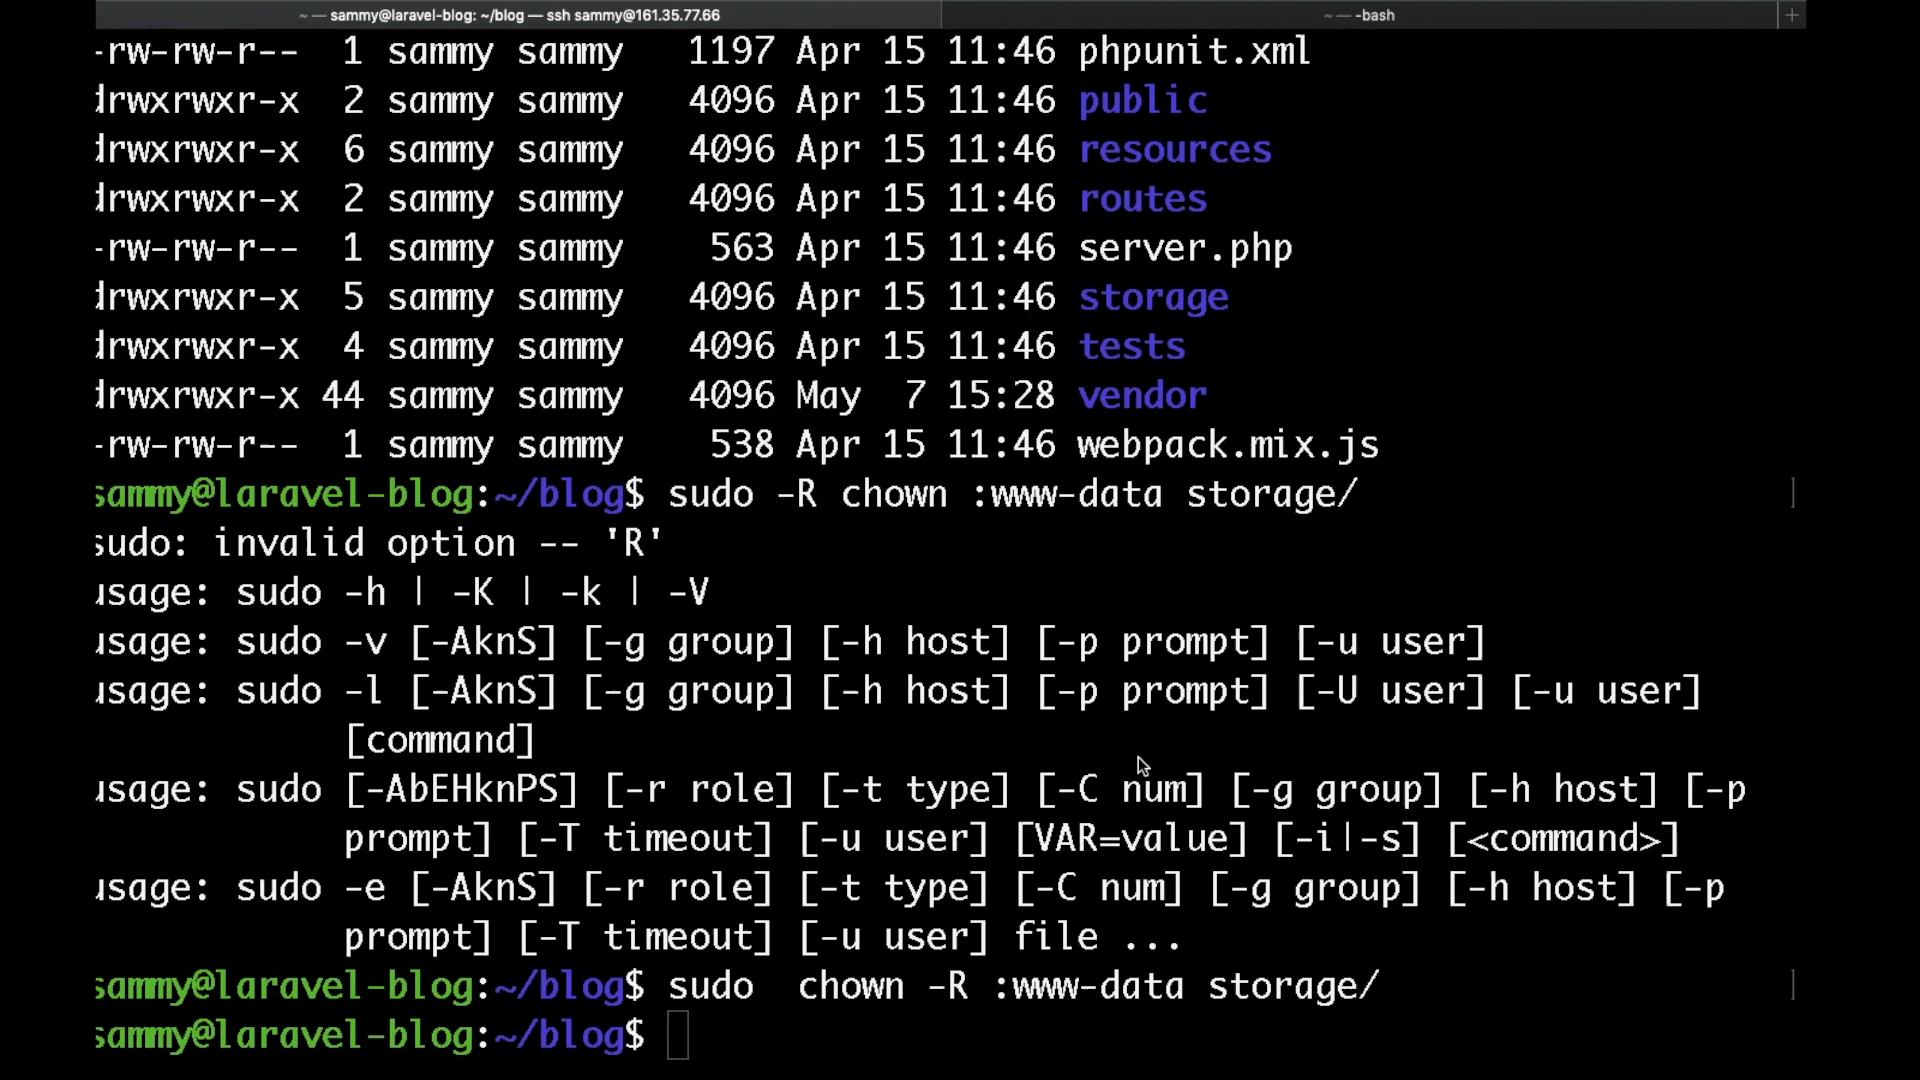 ~ — sammy@laravel-blog: ~/blog — ssh sammy@161.35.77.66
~ — -bash
-rw-rw-r-- 1 sammy sammy 1197 Apr 15 11:46 phpunit.xml
drwxrwxr-x 2 sammy sammy 4096 Apr 15 11:46 public
drwxrwxr-x 6 sammy sammy 4096 Apr 15 11:46 resources
drwxrwxr-x 2 sammy sammy 4096 Apr 15 11:46 routes
-rw-rw-r-- 1 sammy sammy 563 Apr 15 11:46 server.php
drwxrwxr-x 5 sammy sammy 4096 Apr 15 11:46 storage
drwxrwxr-x 4 sammy sammy 4096 Apr 15 11:46 tests
drwxrwxr-x 44 sammy sammy 4096 May 7 15:28 vendor
-rw-rw-r-- 1 sammy sammy 538 Apr 15 11:46 webpack.mix.js
sammy@laravel-blog:~/blog$ sudo -R chown :www-data storage/ ]
sudo: invalid option -- 'R'
usage: sudo -h | -K | -k | -V
usage: sudo -v [-AknS] [-g group] [-h host] [-p prompt] [-u user]
usage: sudo -l [-AknS] [-g group] [-h host] [-p prompt] [-U user] [-u user]
[command]
usage: sudo [-AbEHknPS] [-r role] [-t type] [-C num] [-g group] [-h host] [-p
prompt] [-T timeout] [-u user] [VAR=value] [-i|-s] [<command>]
usage: sudo -e [-AknS] [-r role] [-t type] [-C num] [-g group] [-h host] [-p
prompt] [-T timeout] [-u user] file ...
sammy@laravel-blog:~/blog$ sudo  chown -R :www-data storage/ ]
sammy@laravel-blog:~/blog$